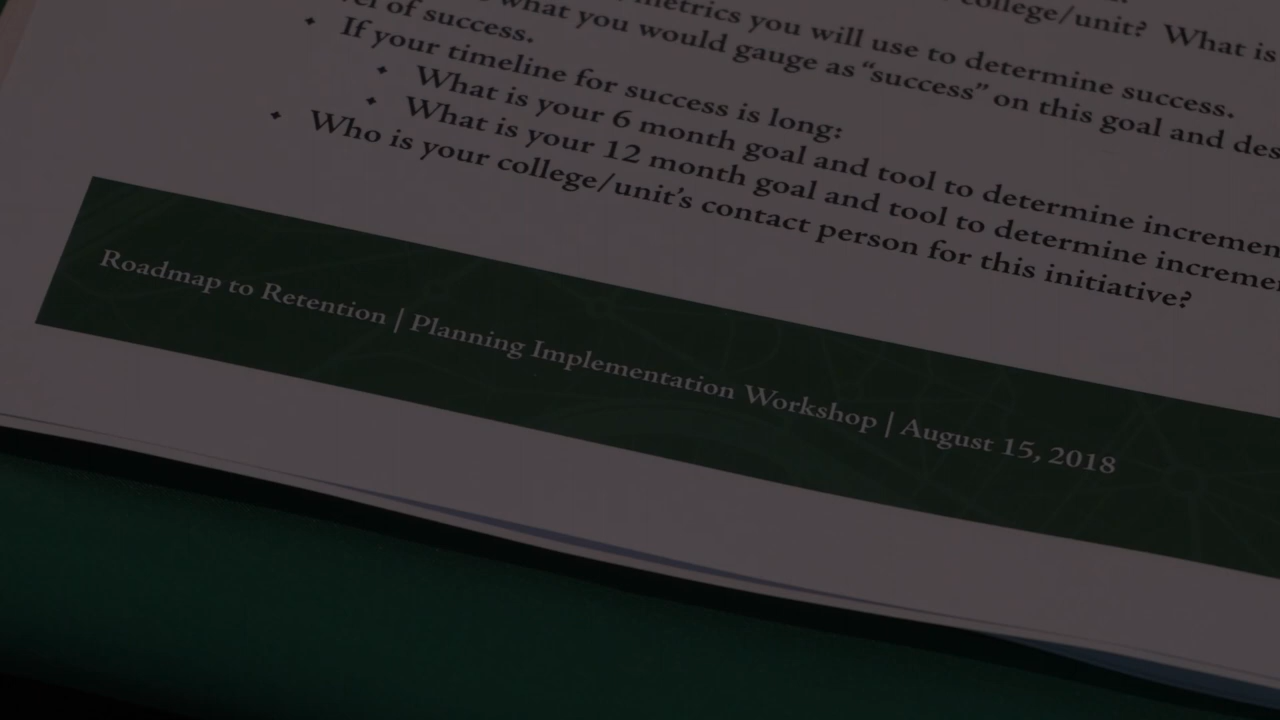 college/unit? What is
metrics you will use to determine success.
what you would gauge as “success” on this goal and des
of success.
If your timeline for success is long:
What is your 6 month goal and tool to determine incremen
What is your 12 month goal and tool to determine increme
Who is your college/unit’s contact person for this initiative?
Roadmap to Retention | Planning Implementation Workshop | August 15, 2018